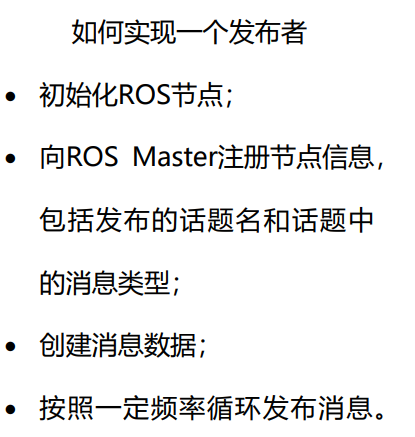 如何实现一个发布者
• 初始化ROS节点；
• 向ROS Master注册节点信息，
包括发布的话题名和话题中
的消息类型；
• 创建消息数据；
• 按照一定频率循环发布消息。